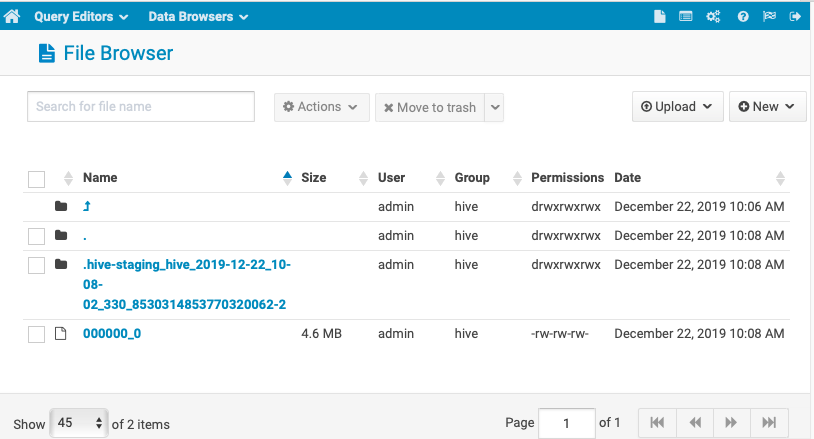 Query Editors Data Browsers
File Browser
Search for file name Actions Move to trash Upload New
Name Size User Group Permissions Date
admin hive drwxrwxrwx December 22, 2019 10:06 AM
. admin hive drwxrwxrwx December 22, 2019 10:08 AM
.hive-staging_hive_2019-12-22_10- admin hive drwxrwxrwx December 22, 2019 10:08 AM
08-
02_330_8530314853770320062-2
000000_0 4.6 MB admin hive -rw-rw-rw- December 22, 2019 10:08 AM
Show 45 of 2 items Page 1 of 1